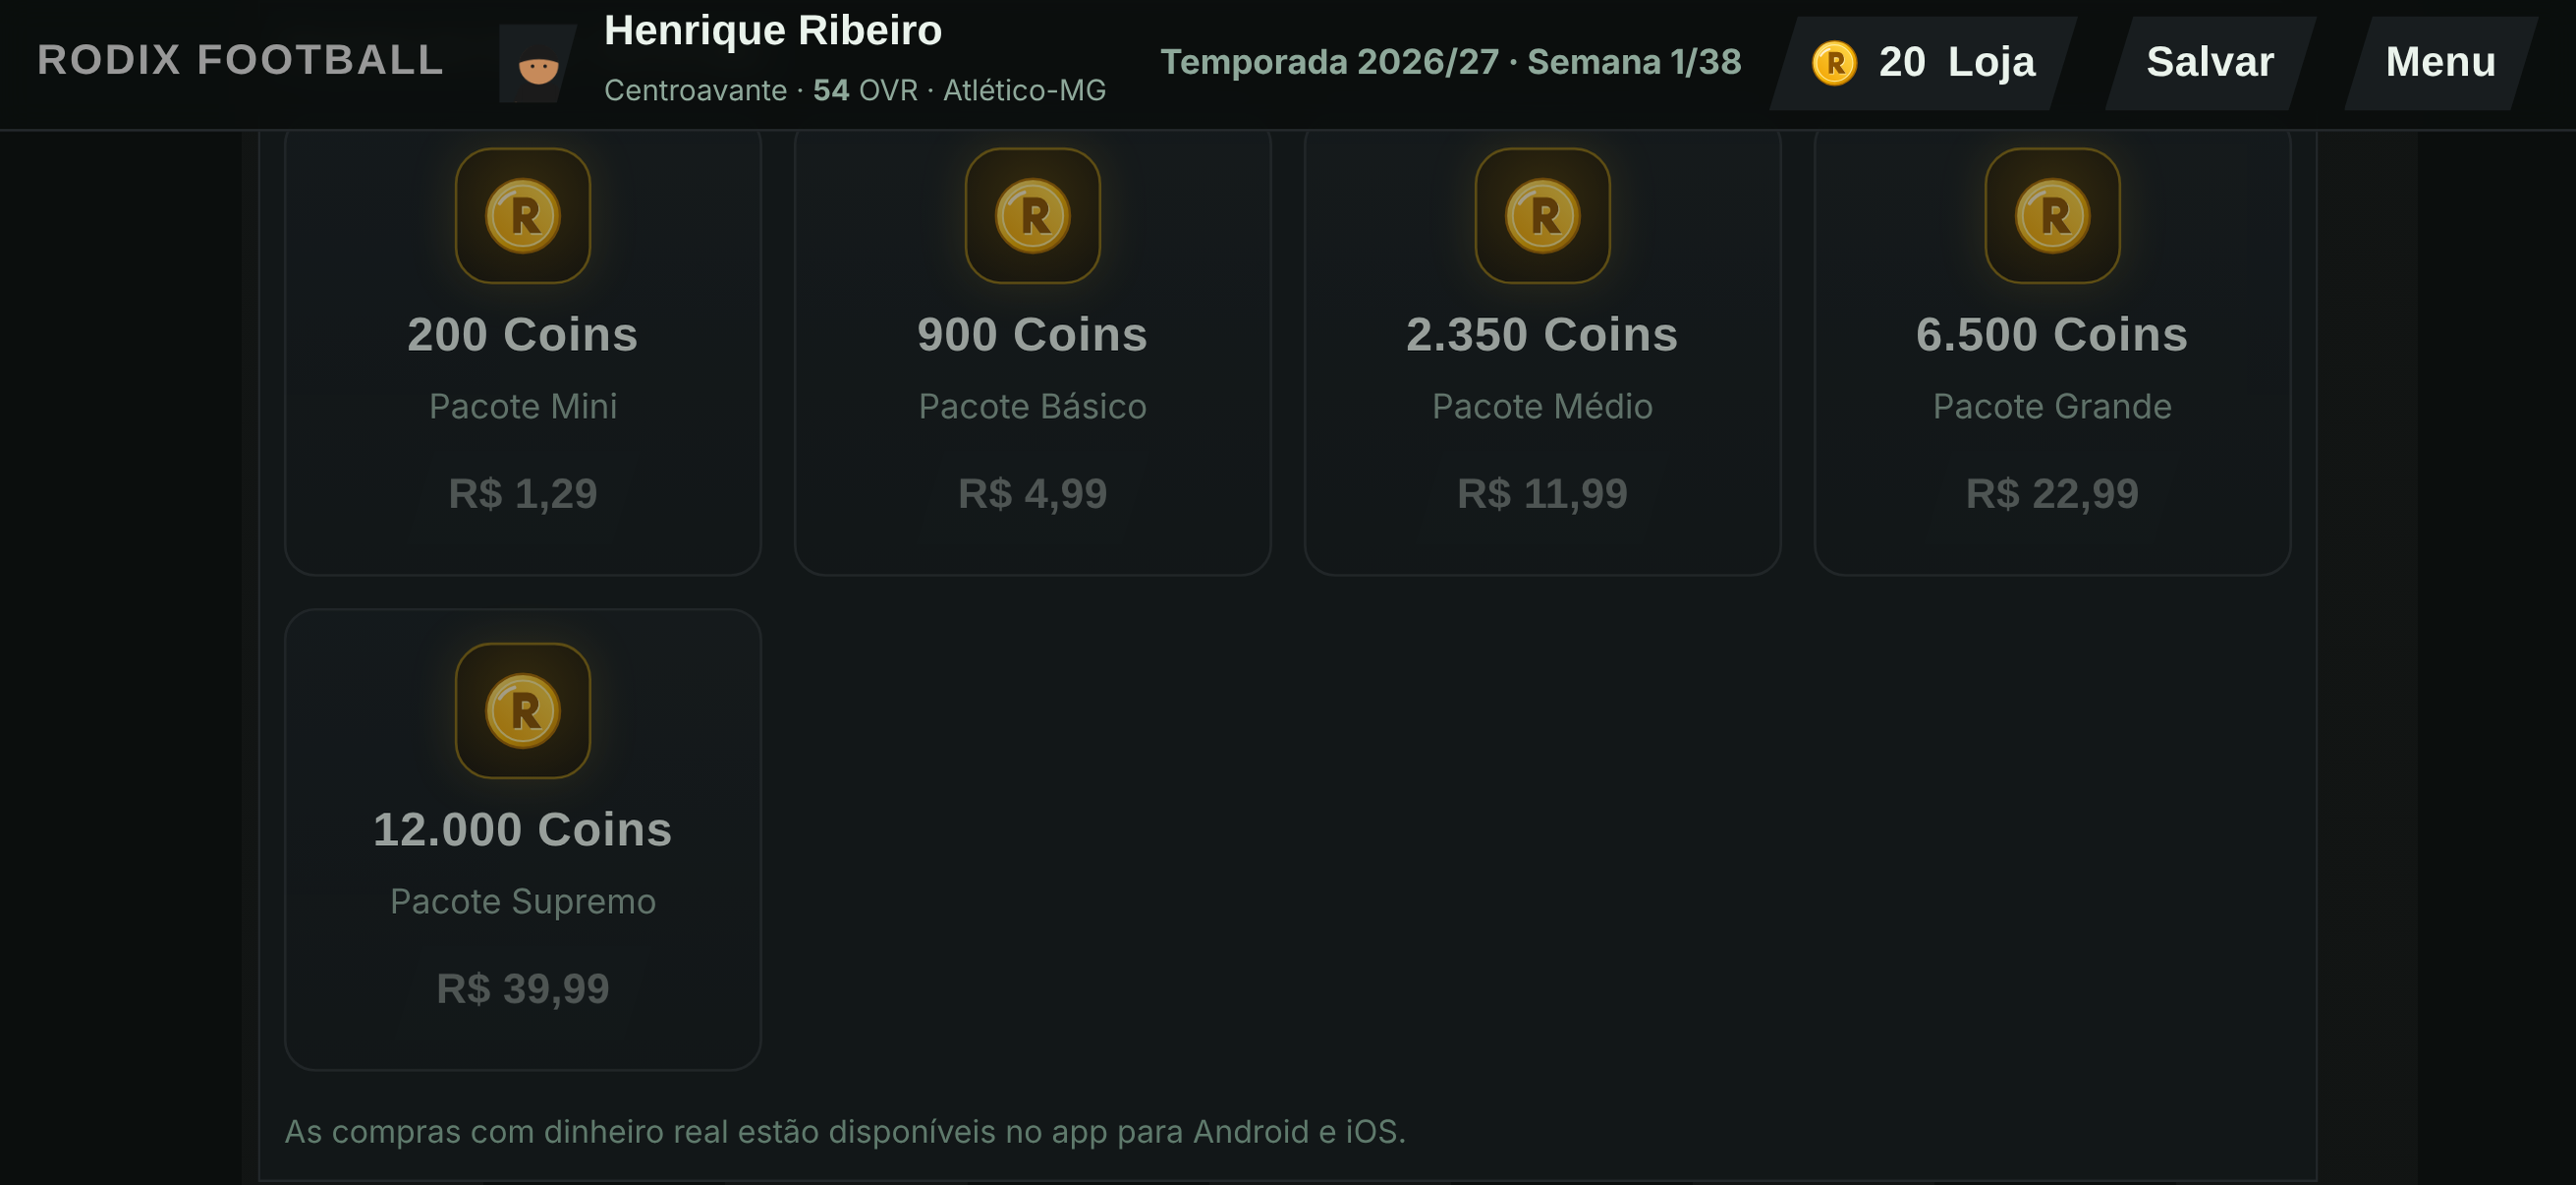 RODIX FOOTBALL
Henrique Ribeiro
Centroavante · 54 OVR · Atlético-MG
Temporada 2026/27 · Semana 1/38
R 20 Loja
Salvar
Menu
R
200 Coins
Pacote Mini
R$ 1,29
R
900 Coins
Pacote Básico
R$ 4,99
R
2.350 Coins
Pacote Médio
R$ 11,99
R
6.500 Coins
Pacote Grande
R$ 22,99
R
12.000 Coins
Pacote Supremo
R$ 39,99
As compras com dinheiro real estão disponíveis no app para Android e iOS.